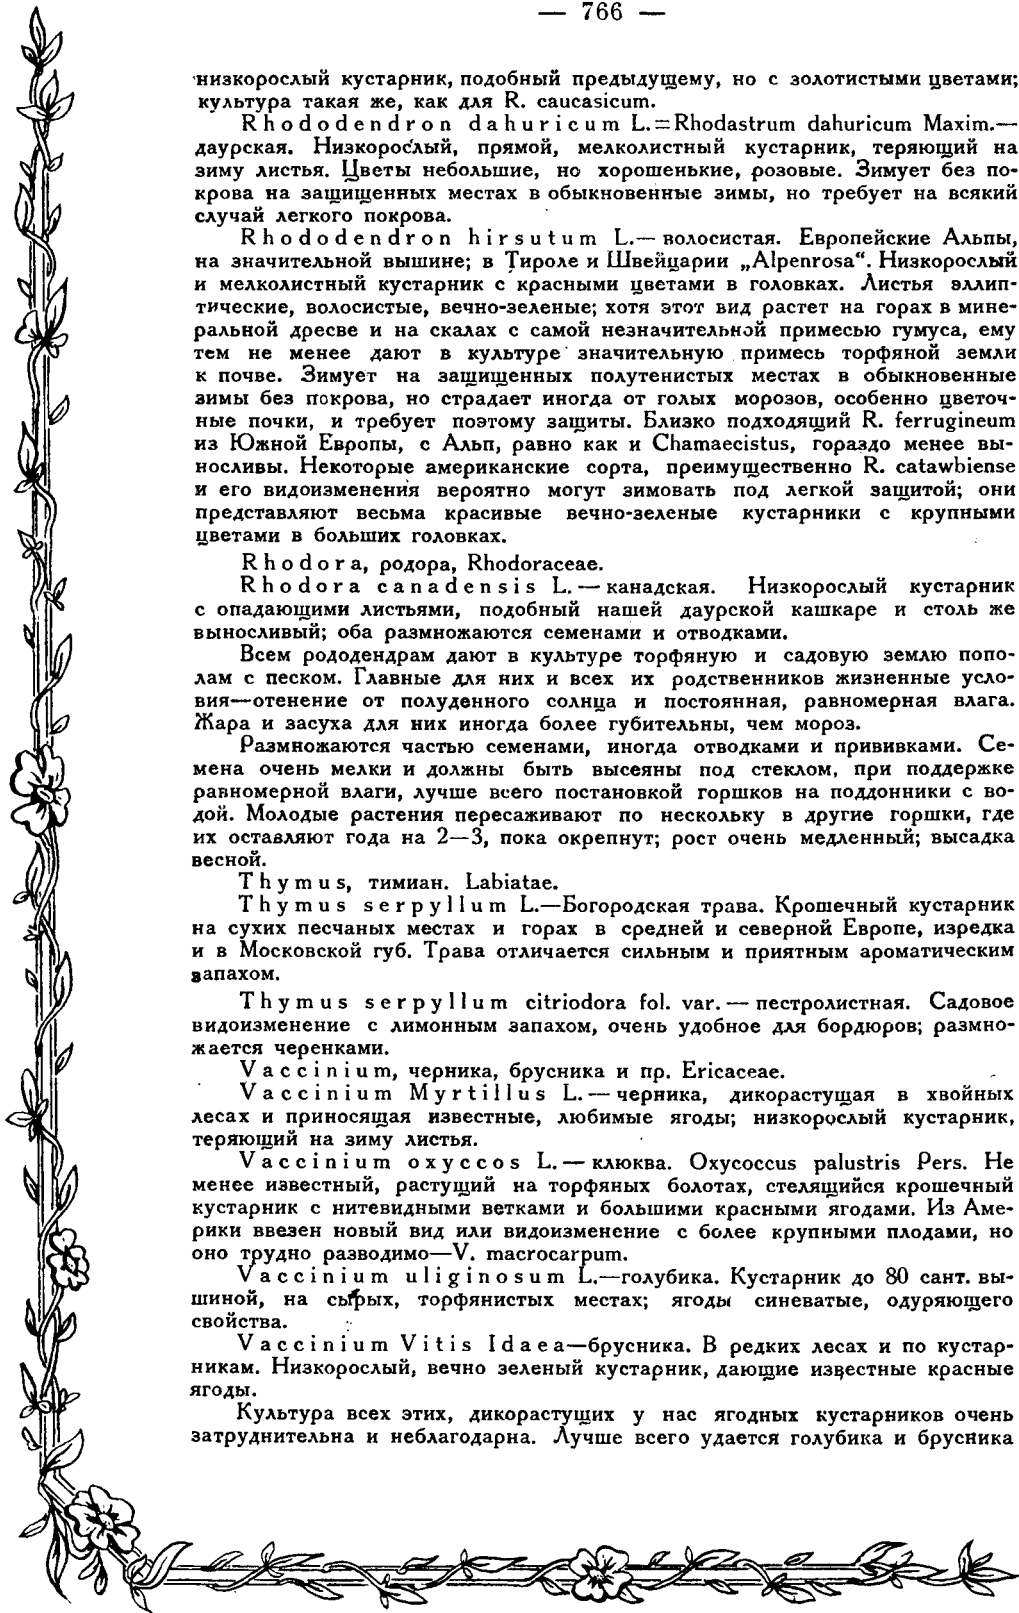 — 766 —
низкорослый кустарник, подобный предыдущему, но с золотистыми цветами;
культура такая же, как для R. caucasicum.
Rhododendron dahuricum L.=Rhodastrum dahuricum Maxim.—
даурская. Низкорослый, прямой, мелколистный кустарник, теряющий на
зиму листья. Цветы небольшие, но хорошенькие, розовые. Зимует без по-
крова на защищенных местах в обыкновенные зимы, но требует на всякий
случай легкого покрова.
Rhododendron hirsutum L.— волосистая. Европейские Альпы,
на значительной вышине; в Тироле и Швейцарии „Alpenrosa“. Низкорослый
и мелколистный кустарник с красными цветами в головках. Листья эллип-
тические, волосистые, вечно-зеленые; хотя этот вид растет на горах в мине-
ральной дресве и на скалах с самой незначительной примесью гумуса, ему
тем не менее дают в культуре значительную примесь торфяной земли
к почве. Зимует на защищенных полутенистых местах в обыкновенные
зимы без покрова, но страдает иногда от голых морозов, особенно цветоч-
ные почки, и требует поэтому защиты. Близко подходящий R. ferrugineum
из Южной Европы, с Альп, равно как и Chamaecistus, гораздо менее вы-
носливы. Некоторые американские сорта, преимущественно R. catawbiense
и его видоизменения вероятно могут зимовать под легкой защитой; они
представляют весьма красивые вечно-зеленые кустарники с крупными
цветами в больших головках.
Rhodora, родора, Rhodoraceae.
Rhodora canadensis L. — канадская. Низкорослый кустарник
с опадающими листьями, подобный нашей даурской кашкаре и столь же
выносливый; оба размножаются семенами и отводками.
Всем рододендрам дают в культуре торфяную и садовую землю попо-
лам с песком. Главные для них и всех их родственников жизненные усло-
вия—отенение от полуденного солнца и постоянная, равномерная влага.
Жара и засуха для них иногда более губительны, чем мороз.
Размножаются частью семенами, иногда отводками и прививками. Се-
мена очень мелки и должны быть высеяны под стеклом, при поддержке
равномерной влаги, лучше всего постановкой горшков на поддонники с во-
дой. Молодые растения пересаживают по нескольку в другие горшки, где
их оставляют года на 2—3, пока окрепнут; рост очень медленный; высадка
весной.
Thymus, тимиан. Labiatae.
Thymus serpyllum L.—Богородская трава. Крошечный кустарник
на сухих песчаных местах и горах в средней и северной Европе, изредка
и в Московской губ. Трава отличается сильным и приятным ароматическим
запахом.
Thymus serpyllum citriodora fol. var. — пестролистная. Садовое
видоизменение с лимонным запахом, очень удобное для бордюров; размно-
жается черенками.
Vaccinium, черника, брусника и пр. Ericaceae.
Vaccinium Myrtillus L. — черника, дикорастущая в хвойных
лесах и приносящая известные, любимые ягоды; низкорослый кустарник,
теряющий на зиму листья.
Vaccinium oxyccos L. — клюква. Oxycoccus palustris Pers. Не
менее известный, растущий на торфяных болотах, стелящийся крошечный
кустарник с нитевидными ветками и большими красными ягодами. Из Аме-
рики ввезен новый вид или видоизменение с более крупными плодами, но
оно трудно разводимо—V. macrocarpum.
Vaccinium uliginosum L.—голубика. Кустарник до 80 сант. вы-
шиной, на сырых, торфянистых местах; ягоды синеватые, одуряющего
свойства.
Vaccinium Vitis Idaea—брусника. В редких лесах и по кустар-
никам. Низкорослый, вечно зеленый кустарник, дающие известные красные
ягоды.
Культура всех этих, дикорастущих у нас ягодных кустарников очень
затруднительна и неблагодарна. Лучше всего удается голубика и брусника